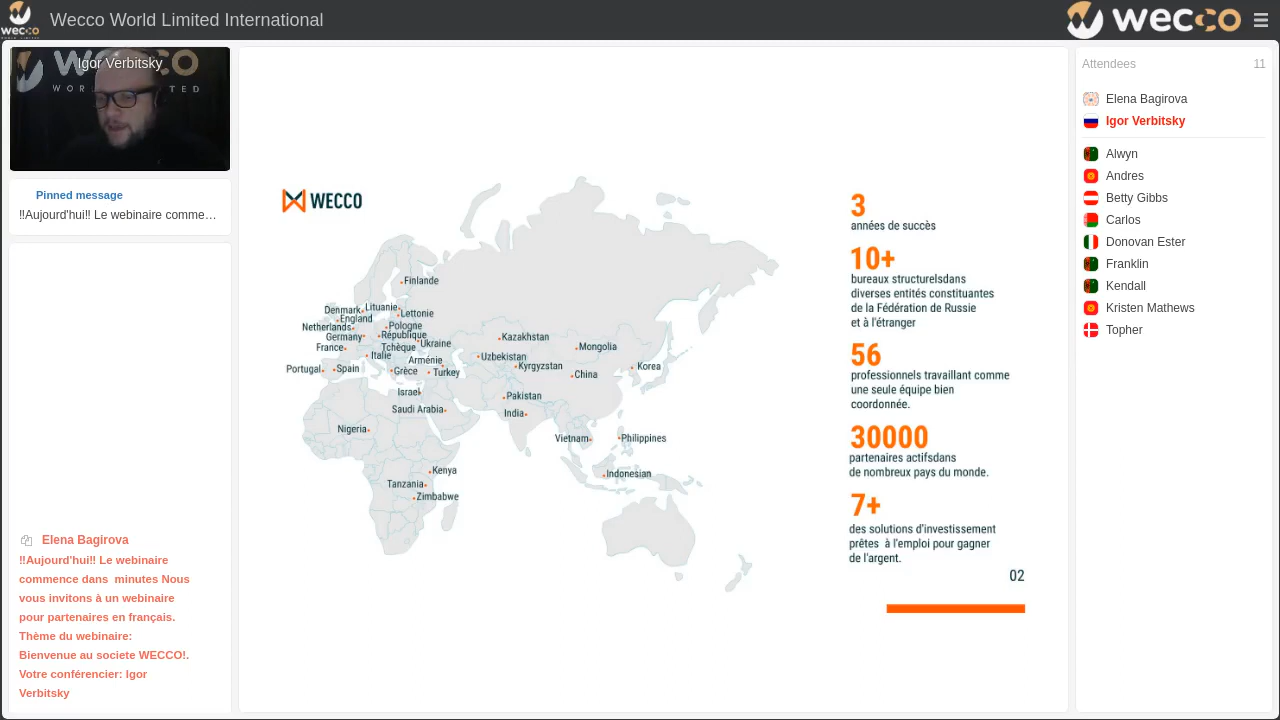 wecco
Wecco World Limited International
wecco
Igor Verbitsky
Pinned message
!!Aujourd'hui!! Le webinaire comme…
Elena Bagirova
!!Aujourd'hui!! Le webinaire
commence dans  minutes Nous
vous invitons à un webinaire
pour partenaires en français.
Thème du webinaire:
Bienvenue au societe WECCO!.
Votre conférencier: Igor
Verbitsky
WECCO
Finlande
Denmark
Lituanie
England
Lettonie
Netherlands
Pologne
Germany
République
Tchèque
Ukraine
France
Italie
Arménie
Portugal
Spain
Grèce
Turkey
Kazakhstan
Mongolia
Uzbekistan
Kyrgyzstan
China
Korea
Israel
Pakistan
Saudi Arabia
India
Nigeria
Vietnam
Philippines
Kenya
Indonesian
Tanzania
Zimbabwe
3
années de succès
10+
bureaux structurelsdans
diverses entités constituantes
de la Fédération de Russie
et à l'étranger
56
professionnels travaillant comme
une seule équipe bien
coordonnée.
30000
partenaires actifsdans
de nombreux pays du monde.
7+
des solutions d'investissement
prêtes  à l'emploi pour gagner
de l'argent.
02
Attendees 11
Elena Bagirova
Igor Verbitsky
Alwyn
Andres
Betty Gibbs
Carlos
Donovan Ester
Franklin
Kendall
Kristen Mathews
Topher